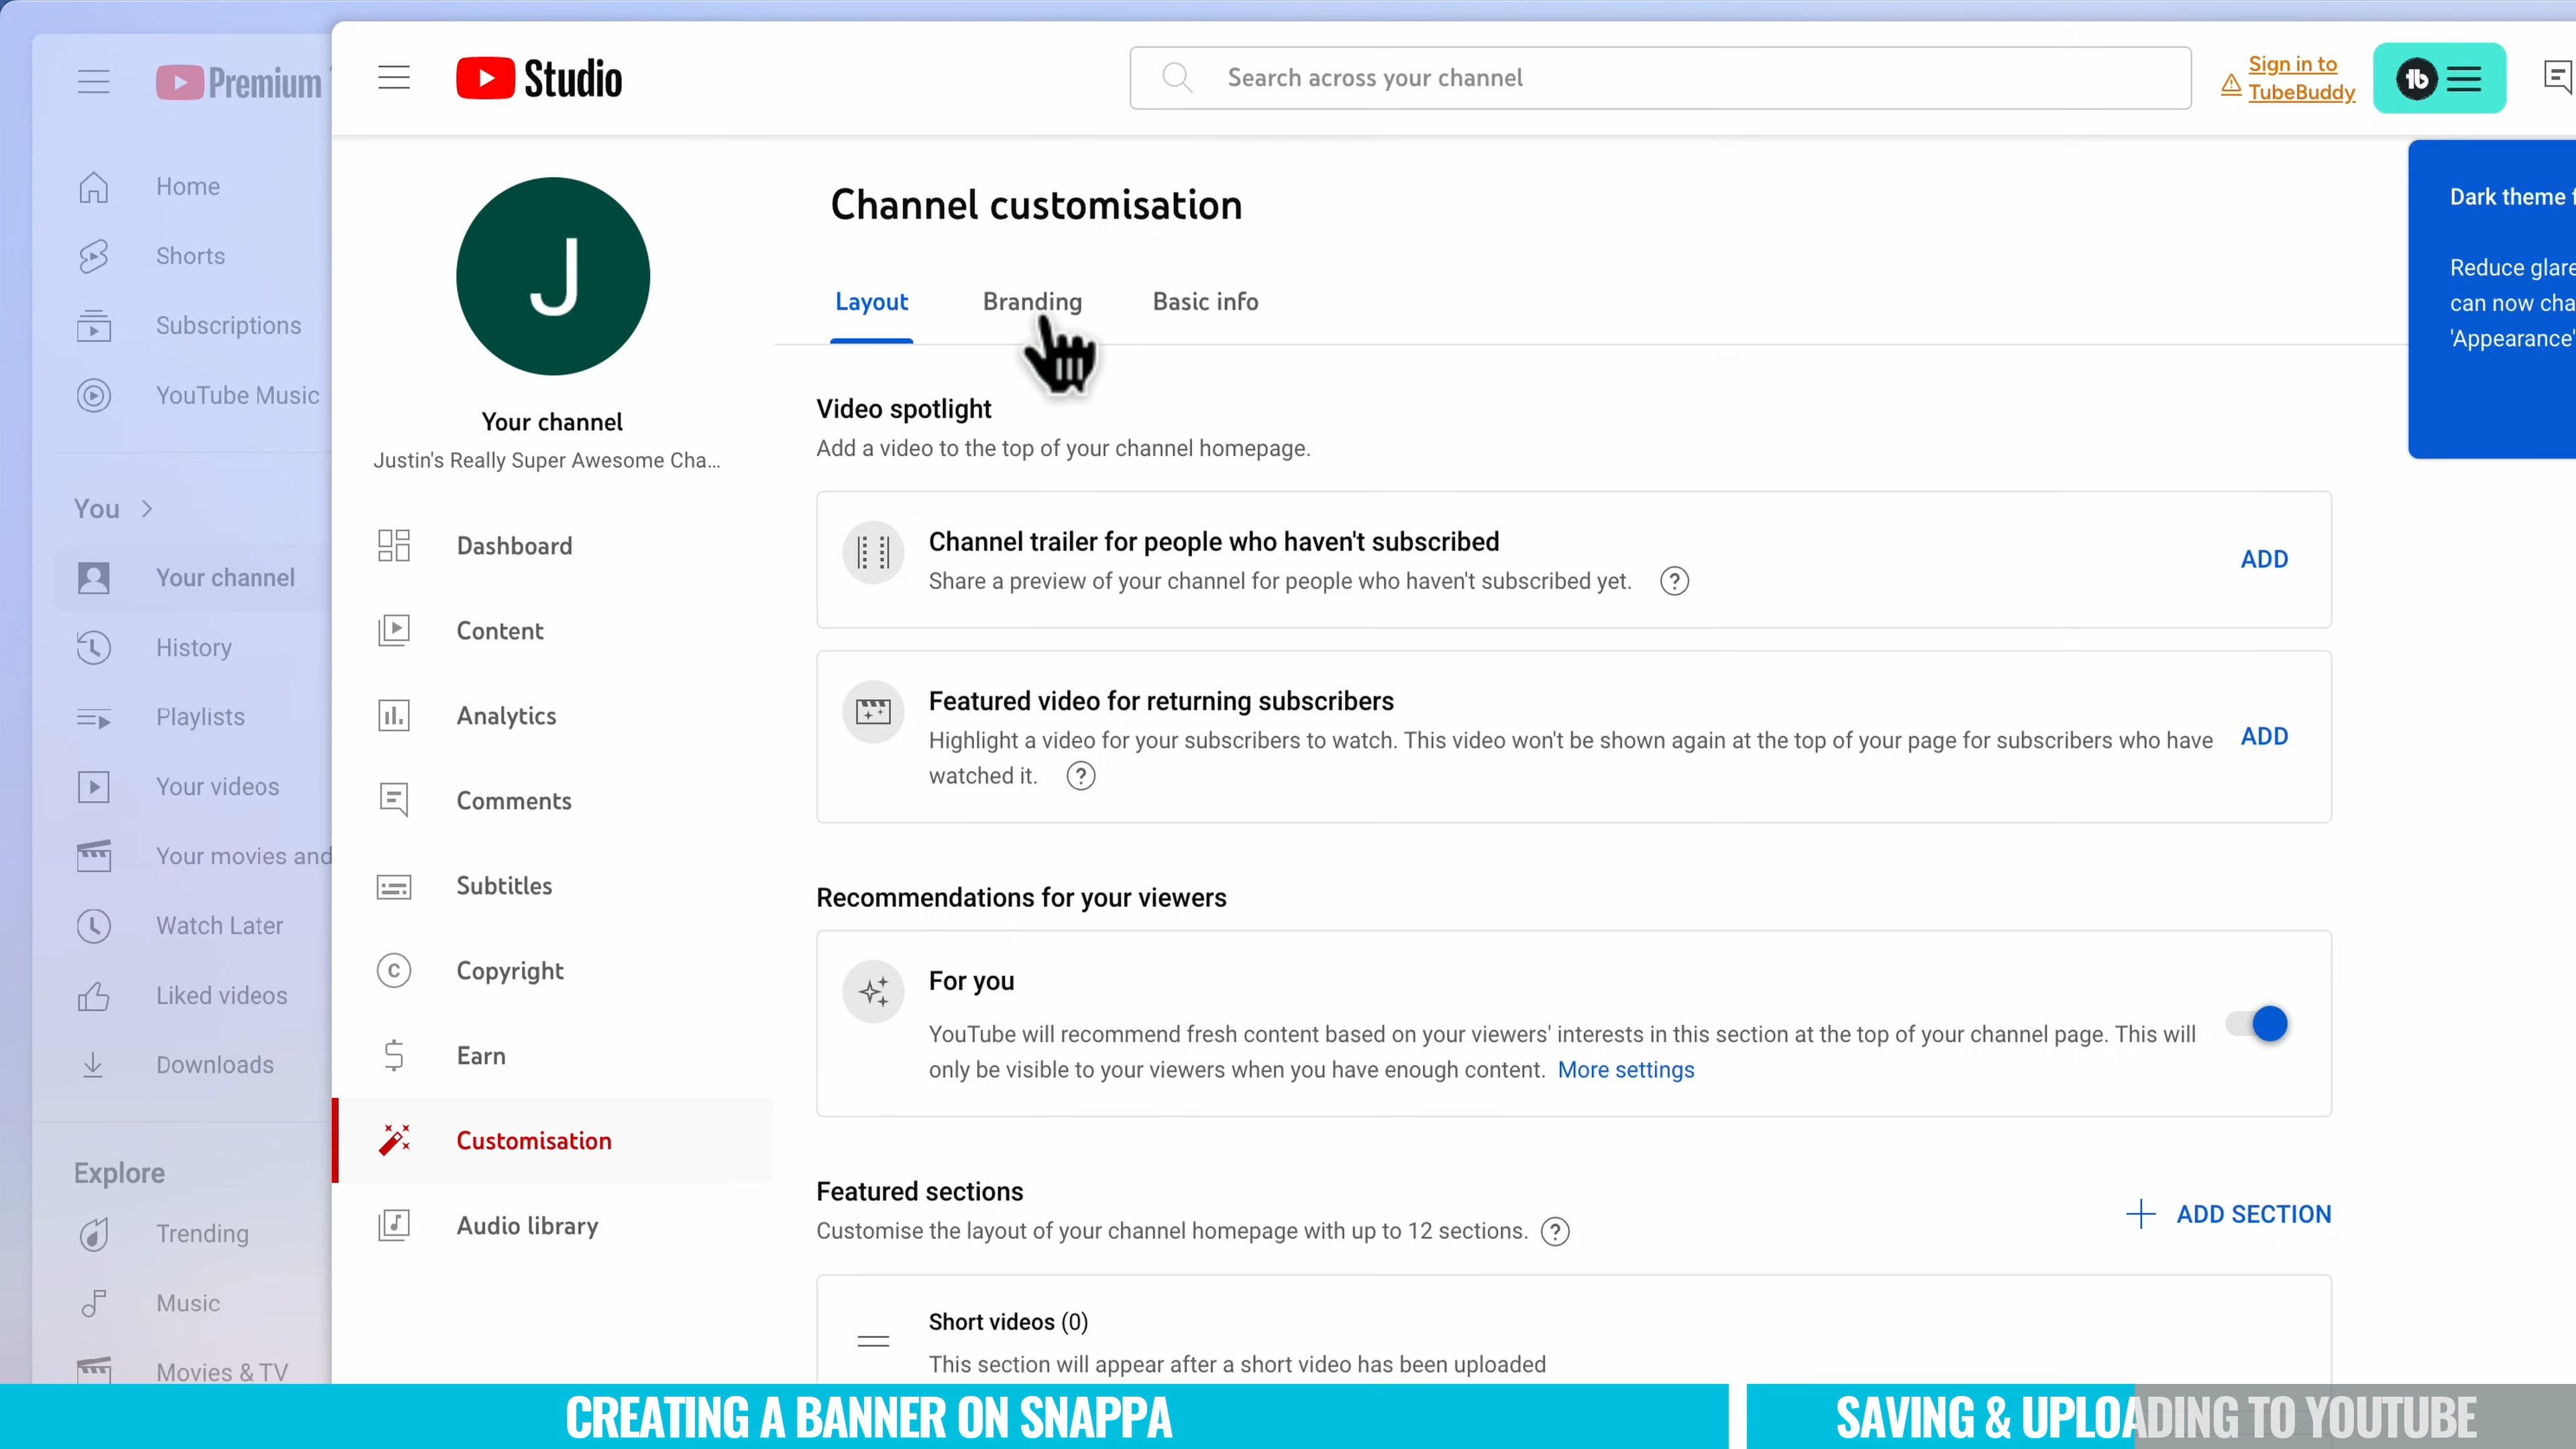 Premium
Home
Shorts
Subscriptions
YouTube Music
You
Your channel
History
Playlists
Your videos
Your movies and
Watch Later
Liked videos
Downloads
Explore
Trending
Music
Movies & TV
Studio
Search across your channel
Sign in to
TubeBuddy
tb
J
Your channel
Justin's Really Super Awesome Cha...
Dashboard
Content
Analytics
Comments
Subtitles
Copyright
Earn
Customisation
Audio library
Channel customisation
Layout Branding Basic info
Video spotlight
Add a video to the top of your channel homepage.
Channel trailer for people who haven't subscribed
Share a preview of your channel for people who haven't subscribed yet.
ADD
Featured video for returning subscribers
Highlight a video for your subscribers to watch. This video won't be shown again at the top of your page for subscribers who have
watched it.
ADD
Recommendations for your viewers
For you
YouTube will recommend fresh content based on your viewers' interests in this section at the top of your channel page. This will
only be visible to your viewers when you have enough content. More settings
Featured sections
Customise the layout of your channel homepage with up to 12 sections.
ADD SECTION
Short videos (0)
This section will appear after a short video has been uploaded
Dark theme
Reduce glare
can now cha
'Appearance'
CREATING A BANNER ON SNAPPA
SAVING & UPLOADING TO YOUTUBE